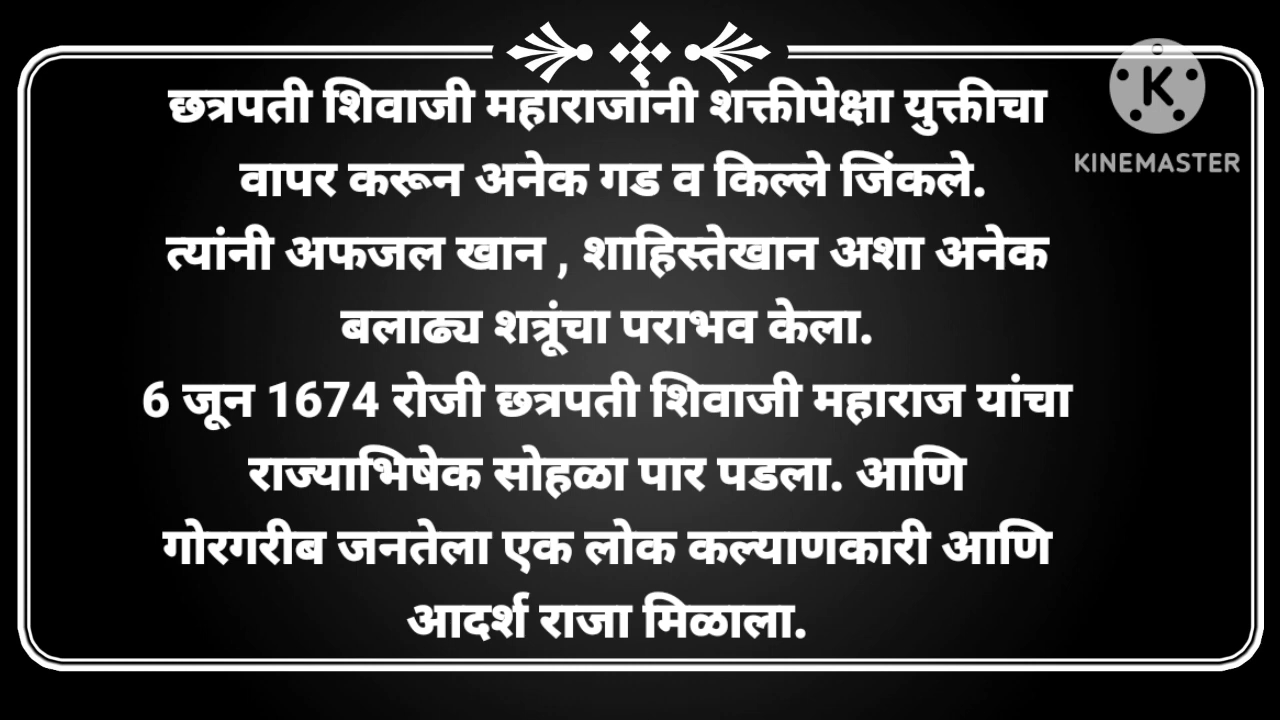 छत्रपती शिवाजी महाराजांनी शक्तीपेक्षा युक्तीचा
वापर करून अनेक गड व किल्ले जिंकले.
त्यांनी अफजल खान , शाहिस्तेखान अशा अनेक
बलाढ्य शत्रूंचा पराभव केला.
6 जून 1674 रोजी छत्रपती शिवाजी महाराज यांचा
राज्याभिषेक सोहळा पार पडला. आणि
गोरगरीब जनतेला एक लोक कल्याणकारी आणि
आदर्श राजा मिळाला.
K
KINEMASTER